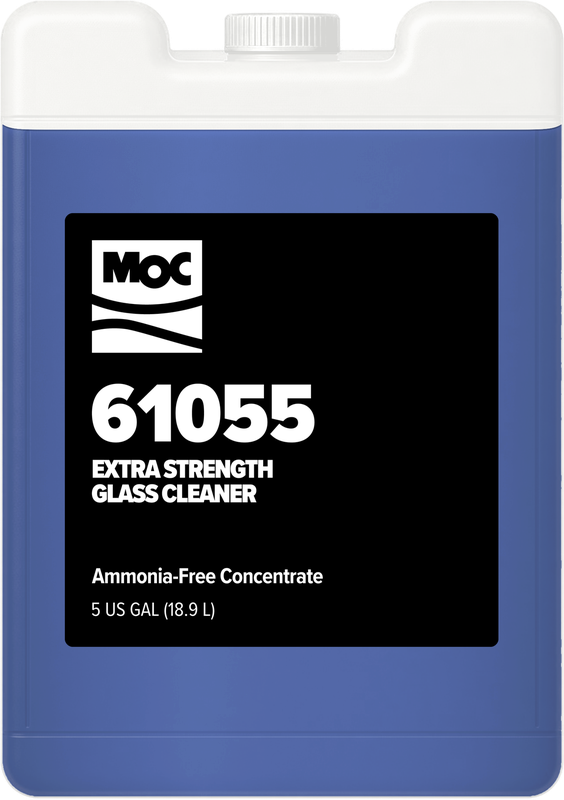 MOC
61055
EXTRA STRENGTH
GLASS CLEANER
Ammonia-Free Concentrate
5 US GAL (18.9 L)